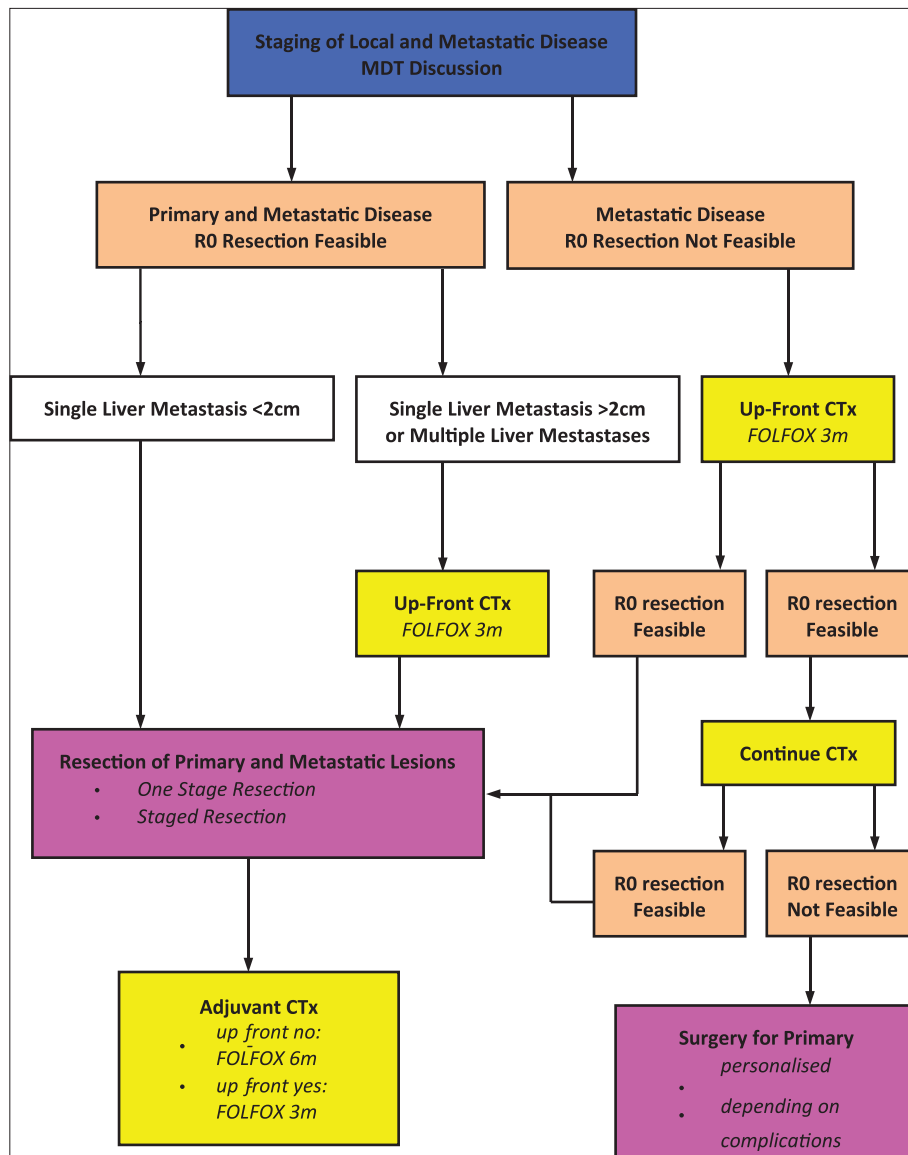 Staging of Local and Metastatic Disease
MDT Discussion
Primary and Metastatic Disease
R0 Resection Feasible
Metastatic Disease
R0 Resection Not Feasible
Single Liver Metastasis <2cm
Single Liver Metastasis >2cm
or Multiple Liver Mestastases
Up-Front CTx
FOLFOX 3m
Up-Front CTx
FOLFOX 3m
R0 resection
Feasible
R0 resection
Feasible
Resection of Primary and Metastatic Lesions
• One Stage Resection
• Staged Resection
Continue CTx
R0 resection
Feasible
R0 resection
Not Feasible
Adjuvant CTx
• up front no:
FOLFOX 6m
• up front yes:
FOLFOX 3m
Surgery for Primary
• personalised
• depending on
complications